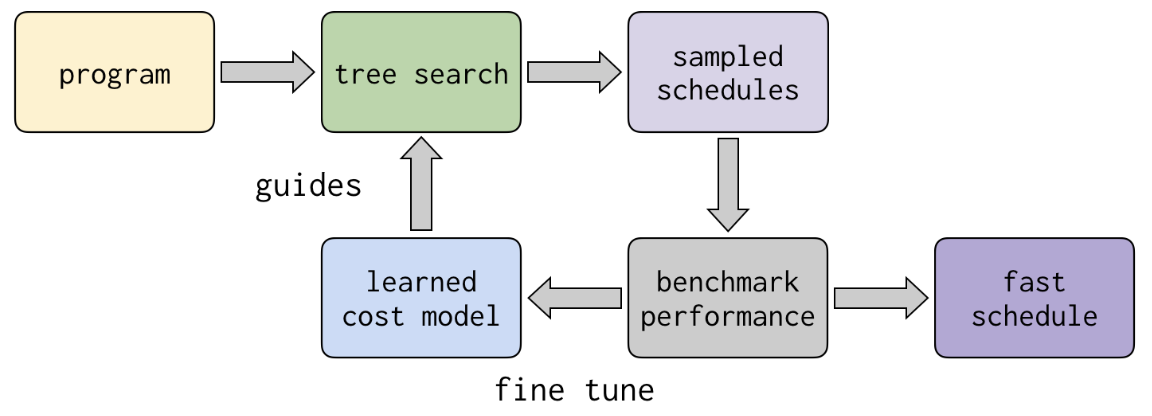 program
tree search
sampled
schedules
guides
learned
cost model
benchmark
performance
fast
schedule
fine tune